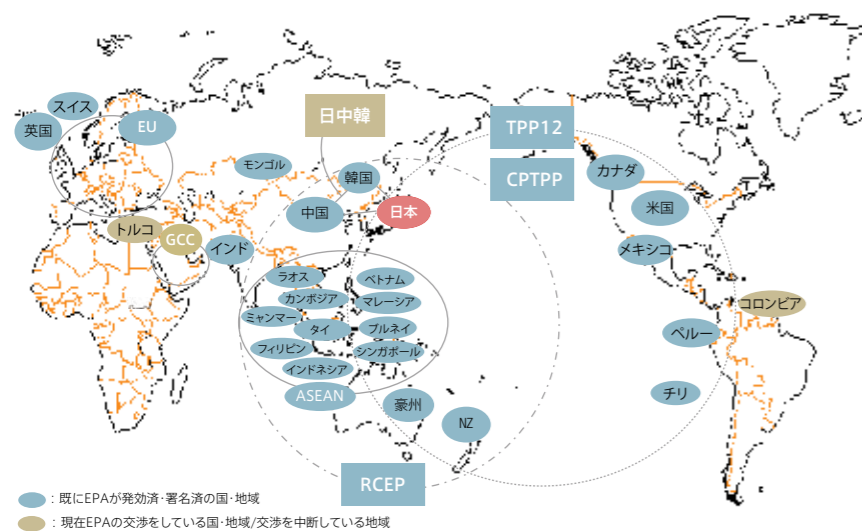 スイス
英国
EU
日中韓
TPP12
CPTPP
モンゴル
韓国
中国
日本
カナダ
米国
メキシコ
トルコ
GCC
インド
ラオス
ベトナム
カンボジア
マレーシア
ミャンマー
タイ
ブルネイ
フィリピン
シンガポール
インドネシア
ASEAN
豪州
NZ
コロンビア
ペルー
チリ
RCEP
：既にEPAが発効済・署名済の国・地域
：現在EPAの交渉をしている国・地域/交渉を中断している地域